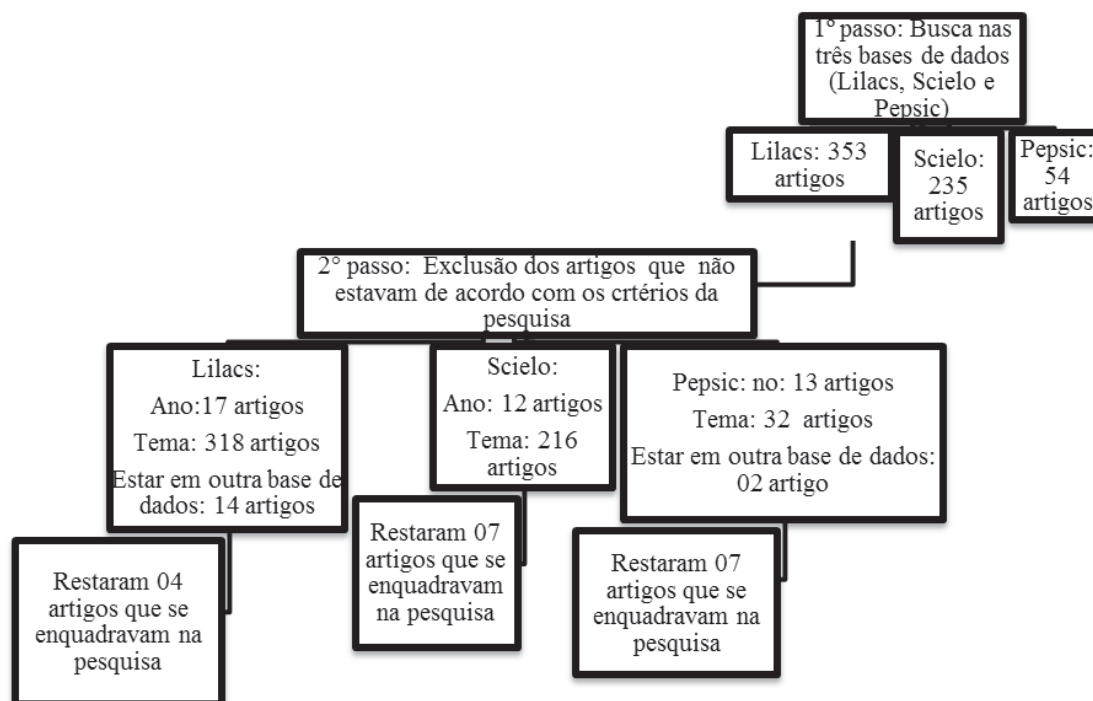 1º passo: Busca nas
três bases de dados
(Lilacs, Scielo e
Pepsic)
Lilacs: 353
artigos
Scielo:
235
artigos
Pepsic:
54
artigos
2° passo: Exclusão dos artigos que não
estavam de acordo com os crtérios da
pesquisa
Lilacs:
Ano:17 artigos
Tema: 318 artigos
Estar em outra base de
dados: 14 artigos
Scielo:
Ano: 12 artigos
Tema: 216
artigos
Pepsic: no: 13 artigos
Tema: 32 artigos
Estar em outra base de dados:
02 artigo
Restaram 04
artigos que se
enquadravam na
pesquisa
Restaram 07
artigos que se
enquadravam
na pesquisa
Restaram 07
artigos que se
enquadravam na
pesquisa